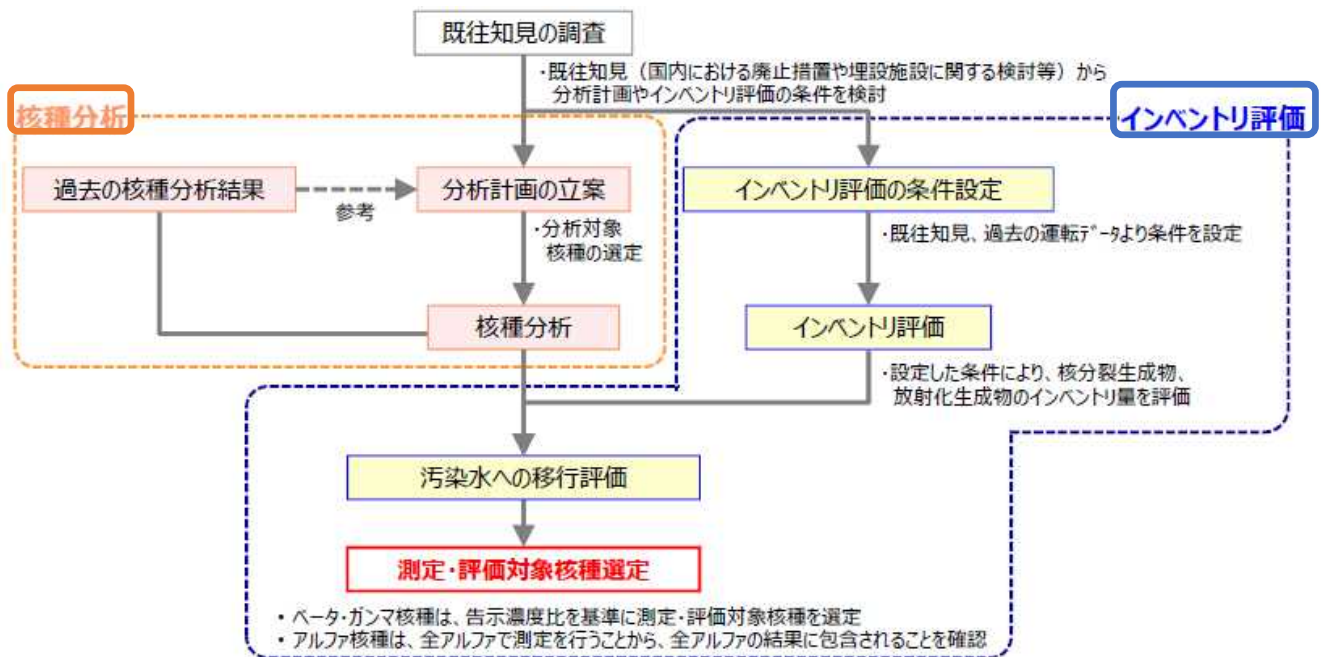 既往知見の調査
・既往知見（国内における廃止措置や埋設施設に関する検討等）から
分析計画やインベントリ評価の条件を検討
核種分析
インベントリ評価
過去の核種分析結果
参考
分析計画の立案
インベントリ評価の条件設定
・分析対象
核種の選定
・既往知見、過去の運転ﾃﾞｰﾀより条件を設定
核種分析
インベントリ評価
・設定した条件により、核分裂生成物、
放射化生成物のインベントリ量を評価
汚染水への移行評価
測定・評価対象核種選定
・ベータ・ガンマ核種は、告示濃度比を基準に測定・評価対象核種を選定
・アルファ核種は、全アルファで測定を行うことから、全アルファの結果に包含されることを確認